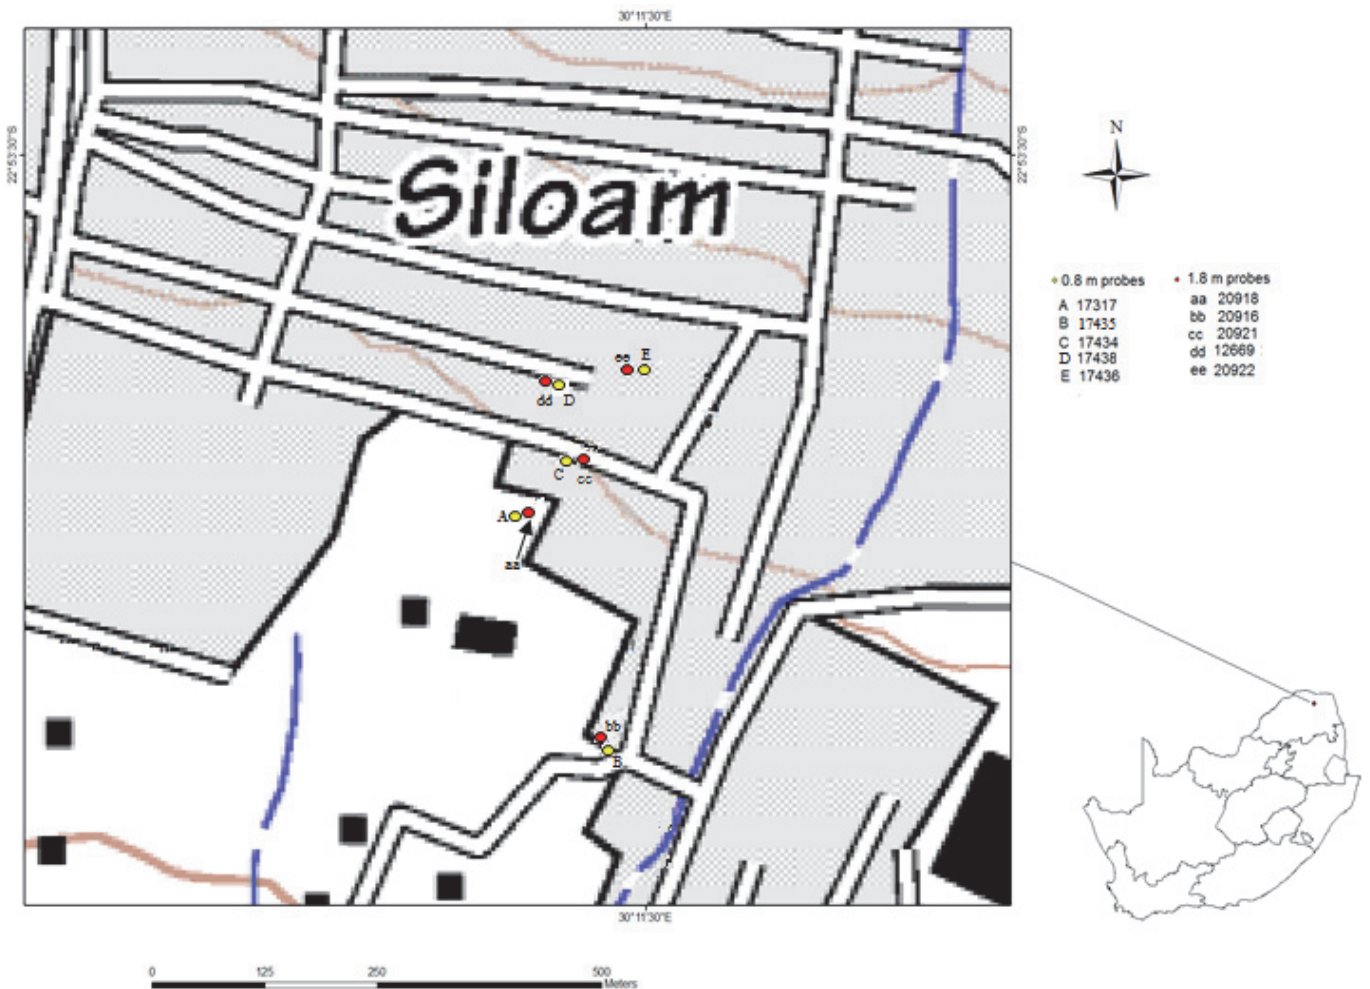 30°11'30"E
22°53'30"S
22°53'30"S
Siloam
N
0.8 m probes
A 17317
B 17435
C 17434
D 17438
E 17436
1.8 m probes
aa 20918
bb 20916
cc 20921
dd 12669
ee 20922
ee E
dd D
C cc
A
aa
bb
B
30°11'30"E
0 125 250 500
Meters